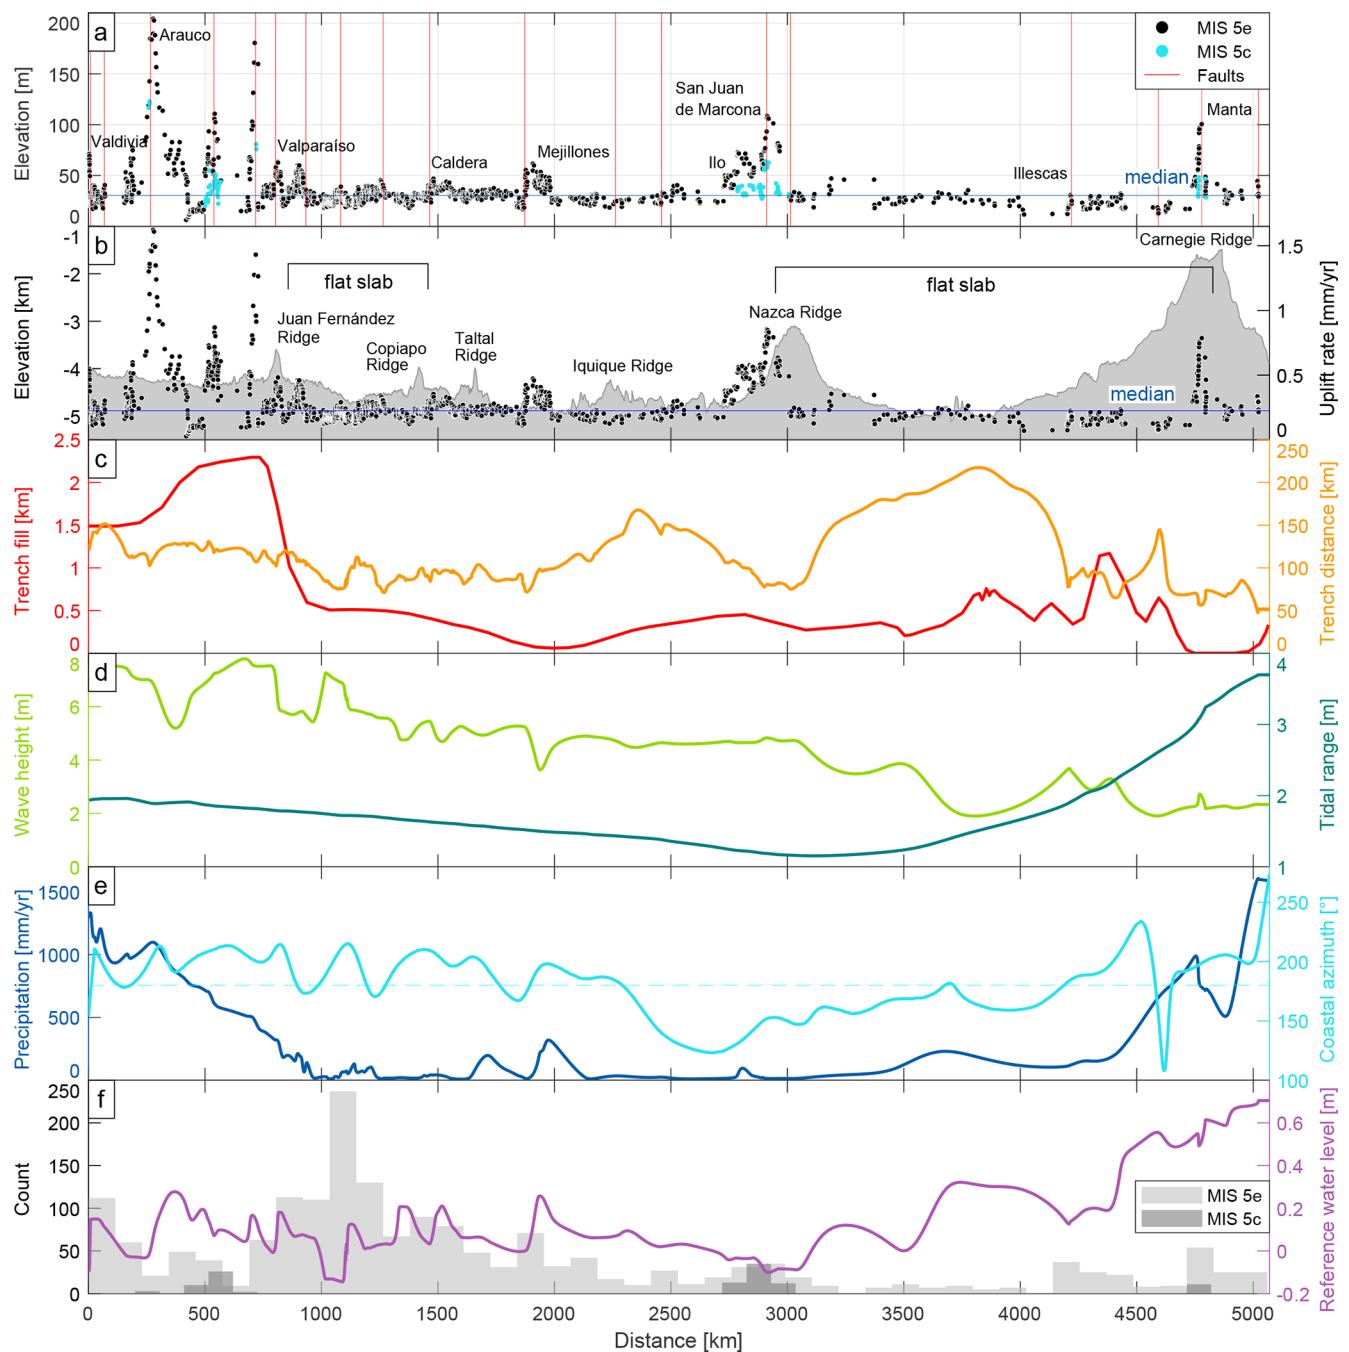 a
200
150
100
50
0
Elevation [m]
Arauco
Valdivia
Valparaíso
Caldera
Mejillones
San Juan
de Marcona
Ilo
Illescas
median
Manta
MIS 5e
MIS 5c
Faults
b
-1
-2
-3
-4
-5
Elevation [km]
flat slab
Juan Fernández
Ridge
Copiapo
Ridge
Taltal
Ridge
Iquique Ridge
Nazca Ridge
flat slab
Carnegie Ridge
median
1.5
1
0.5
0
Uplift rate [mm/yr]
c
2.5
2
1.5
1
0.5
0
Trench fill [km]
250
200
150
100
50
0
Trench distance [km]
d
8
6
4
2
0
Wave height [m]
4
3
2
1
Tidal range [m]
e
1500
1000
500
0
Precipitation [mm/yr]
250
200
150
100
Coastal azimuth [°]
f
250
200
150
100
50
0
Count
MIS 5e
MIS 5c
0.6
0.4
0.2
0
-0.2
Reference water level [m]
0
500
1000
1500
2000
2500
3000
3500
4000
4500
5000
Distance [km]